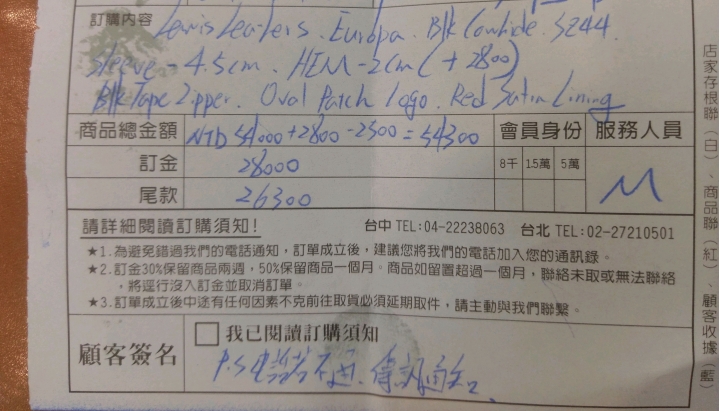 訂購內容 Lewis Leathers. Europa. Blk Cowhide. SZ44.
Sleeve - 4.5cm. HEM - 2cm (+2800)
Blk Tape Zipper. Oval Patch logo. Red Satin Lining
商品總金額 NTD 54000+2800-2500=54300 會員身份 服務人員
訂金 28000 8千 1.5萬 5萬 M
尾款 26300
請詳細閱讀訂購須知! 台中 TEL:04-22238063 台北 TEL:02-27210501
★1.為避免錯過我們的電話通知,訂單成立後,建議您將我們的電話加入您的通訊錄。
★2.訂金30%保留商品兩週,50%保留商品一個月。商品如留置超過一個月,聯絡未取或無法聯絡
,將逕行沒入訂金並取消訂單。
★3.訂單成立後中途有任何因素不克前往取貨必須延期取件,請主動與我們聯繫。
顧客簽名 我已閱讀訂購須知
P.S 電話若不通、傳訊通知
店家存根聯(白)、商品聯(紅)、顧客收據(藍)